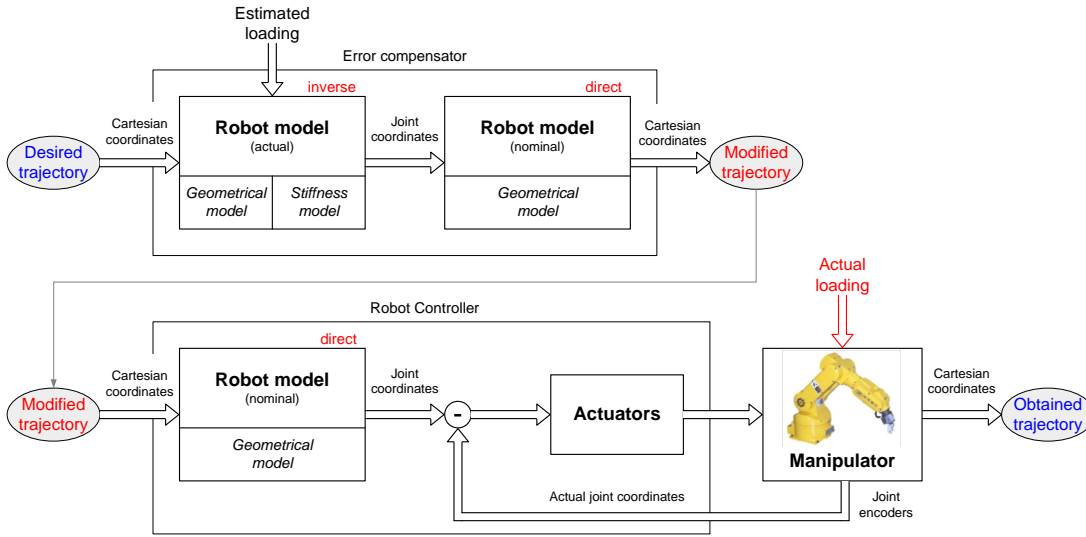 Estimated
loading
Error compensator
inverse
direct
Cartesian
coordinates
Robot model
(actual)
Joint
coordinates
Robot model
(nominal)
Cartesian
coordinates
Desired
trajectory
Modified
trajectory
Geometrical
model
Stiffness
model
Geometrical
model
Actual
loading
Robot Controller
direct
Cartesian
coordinates
Robot model
(nominal)
Joint
coordinates
Cartesian
coordinates
Modified
trajectory
-
Actuators
Obtained
trajectory
Geometrical
model
Manipulator
Actual joint coordinates
Joint
encoders